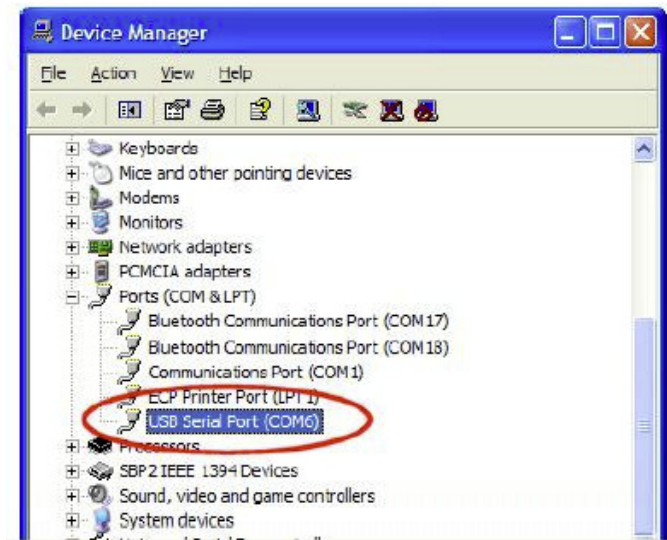 Device Manager
File Action View Help
Keyboards
Mice and other pointing devices
Modems
Monitors
Network adapters
PCMCIA adapters
Ports (COM & LPT)
Bluetooth Communications Port (COM17)
Bluetooth Communications Port (COM18)
Communications Port (COM1)
ECP Printer Port (LPT1)
USB Serial Port (COM6)
Processors
SBP2 IEEE 1394 Devices
Sound, video and game controllers
System devices